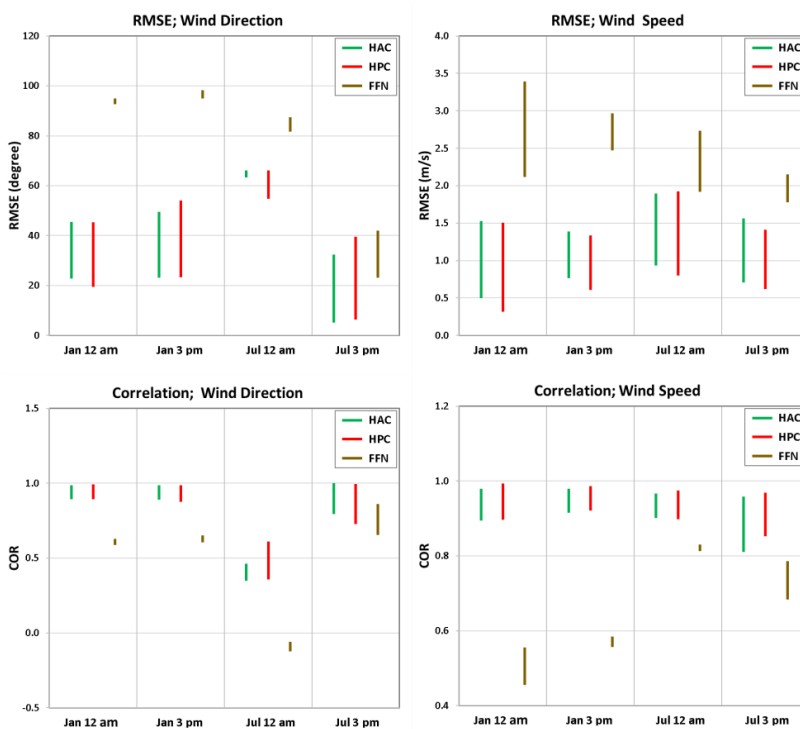 RMSE; Wind Direction
120
100
80
60
40
20
0
RMSE (degree)
HAC
HPC
FFN
Jan 12 am
Jan 3 pm
Jul 12 am
Jul 3 pm
RMSE; Wind Speed
4.0
3.5
3.0
2.5
2.0
1.5
1.0
0.5
0.0
RMSE (m/s)
HAC
HPC
FFN
Jan 12 am
Jan 3 pm
Jul 12 am
Jul 3 pm
Correlation; Wind Direction
1.5
1.0
0.5
0.0
-0.5
COR
HAC
HPC
FFN
Jan 12 am
Jan 3 pm
Jul 12 am
Jul 3 pm
Correlation; Wind Speed
1.2
1.0
0.8
0.6
0.4
COR
HAC
HPC
FFN
Jan 12 am
Jan 3 pm
Jul 12 am
Jul 3 pm